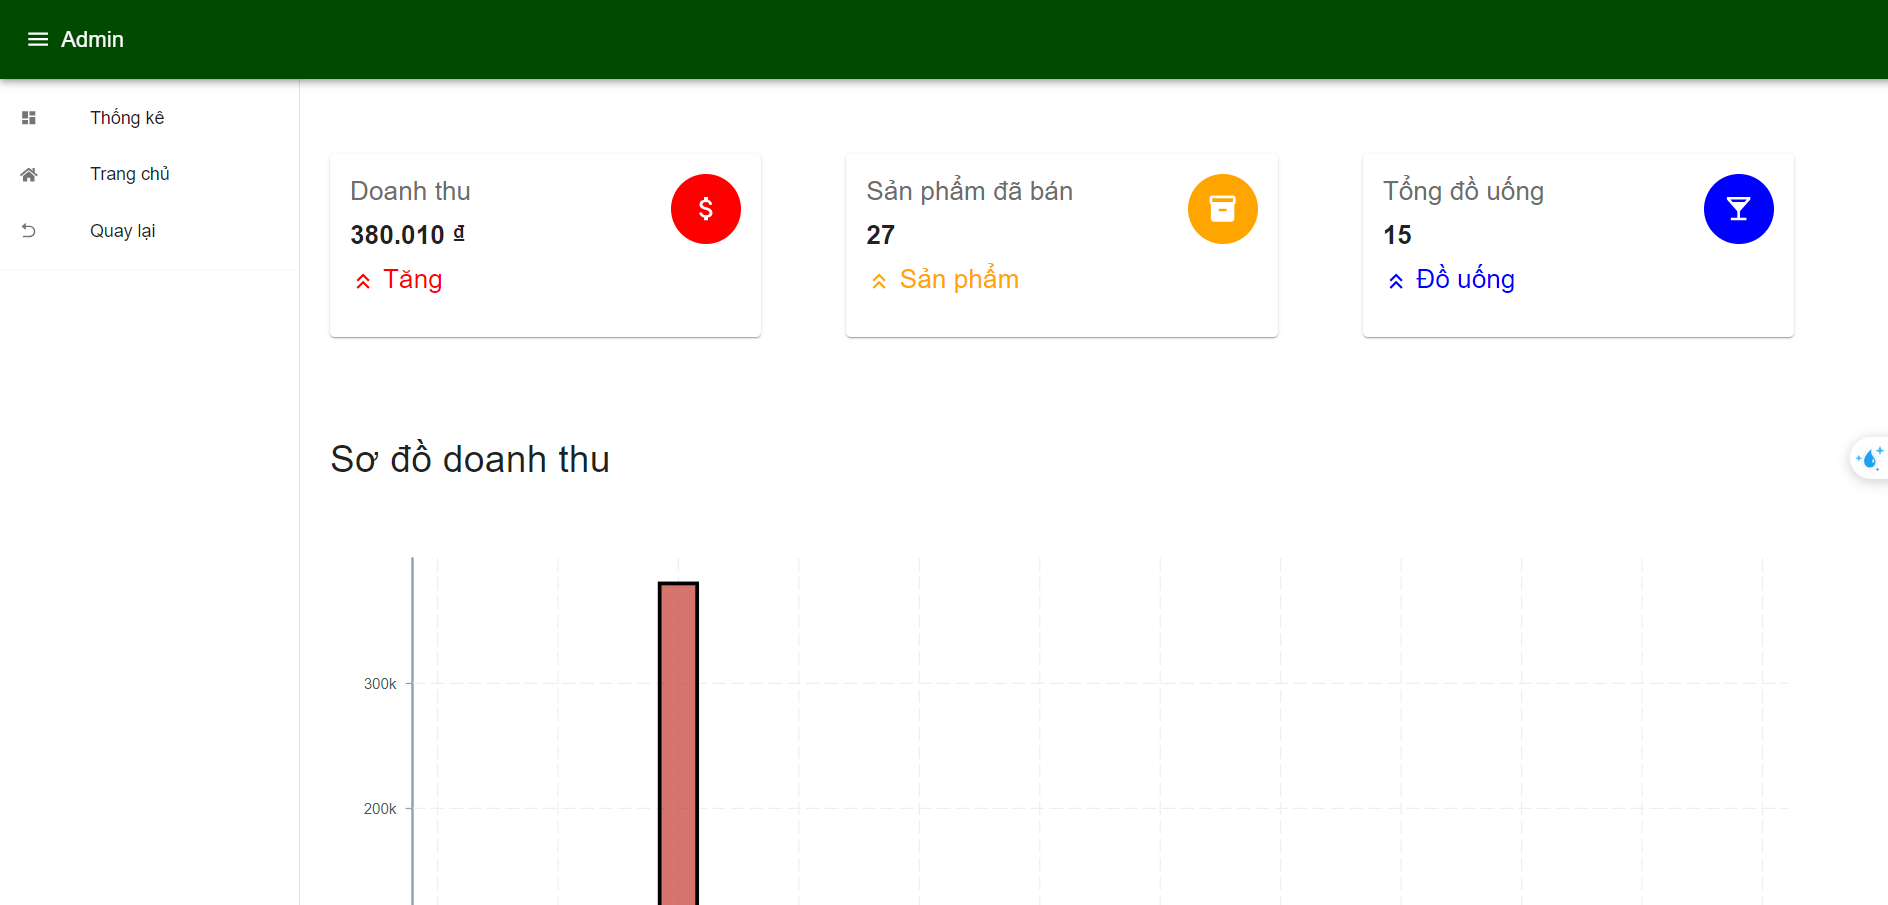 Admin
Thống kê
Trang chủ
Quay lại
Doanh thu
380.010 ₫
Tăng
Sản phẩm đã bán
27
Sản phẩm
Tổng đồ uống
15
Đồ uống
Sơ đồ doanh thu
300k
200k